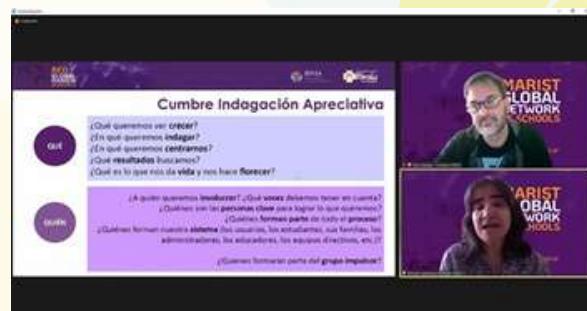 RED
GLOBAL
MARISTA
Cumbre Indagación Apreciativa
QUÉ
¿Qué queremos ver crecer?
¿En qué queremos indagar?
¿En qué queremos centrarnos?
¿Qué resultados buscamos?
¿Qué es lo que nos da vida y nos hace florecer?
QUIÉN
¿A quién queremos involucrar? ¿Qué voces debemos tener en cuenta?
¿Quiénes son las personas clave para lograr lo que queremos?
¿Quiénes forman parte de todo el proceso?
¿Quiénes forman nuestro sistema (los usuarios, los estudiantes, sus familias, los
administradores, los educadores, los equipos directivos, etc.)?
¿Quiénes formarán parte del grupo impulsor?
MARIST
GLOBAL
NETWORK
SCHOOLS
MARIST
GLOBAL
NETWORK
SCHOOLS